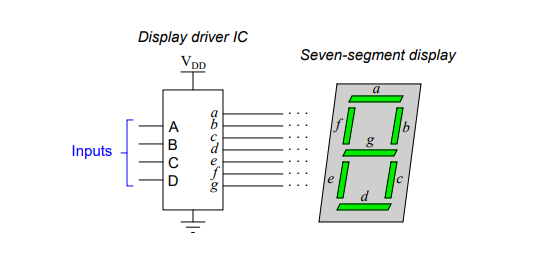 Display driver IC
Seven-segment display
VDD
Inputs
A
B
C
D
a
b
c
d
e
f
g
. . .
. . .
. . .
. . .
. . .
. . .
. . .
a
f
b
g
e
c
d